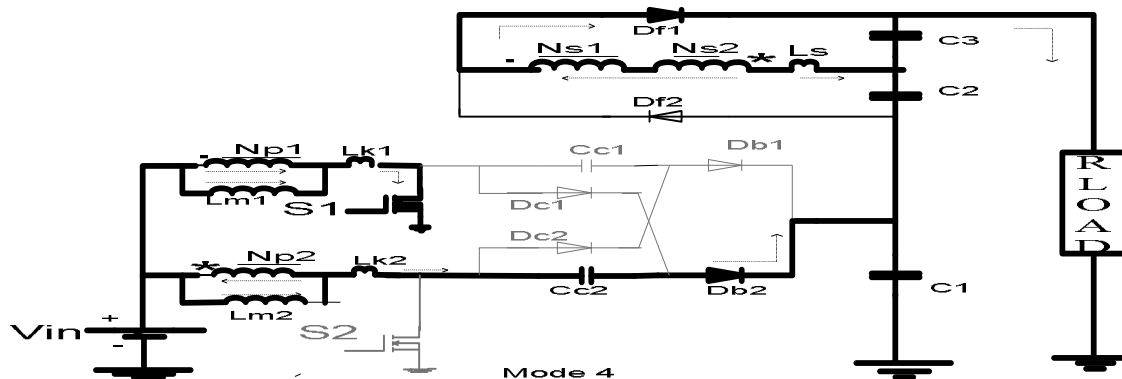 Df1
C3
Ns1 Ns2 * Ls
C2
Df2
Np1 Lk1 Cc1 Db1
Lm1 S1 Dc1
RLOAD
Dc2
* Np2 Lk2
Cc2 Db2 C1
Lm2
Vin + - S2
Mode 4